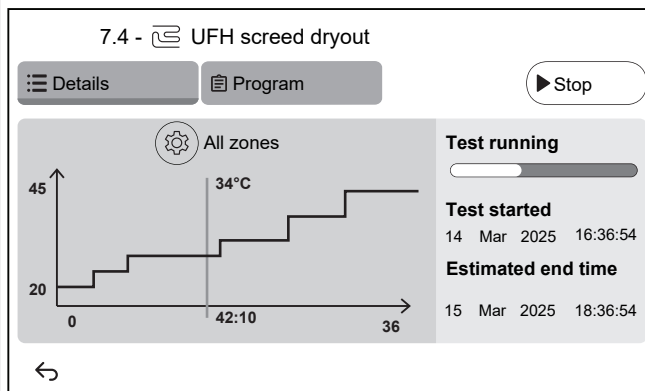 7.4 - UFH screed dryout
Details
Program
Stop
All zones
45
34°C
20
0
42:10
36
Test running
Test started
14 Mar 2025 16:36:54
Estimated end time
15 Mar 2025 18:36:54